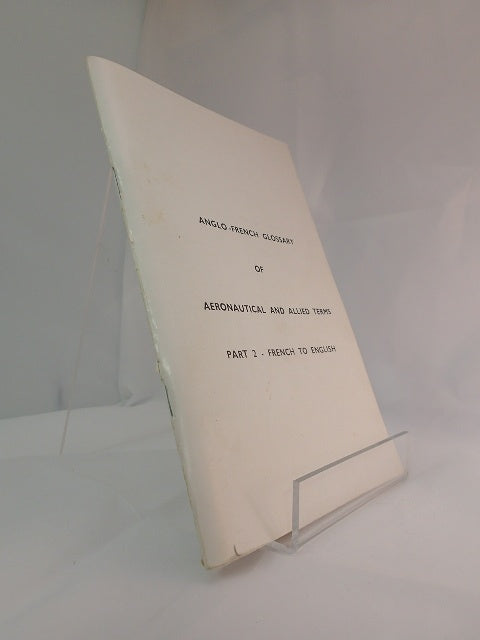 ANGLO-FRENCH GLOSSARY
OF
AERONAUTICAL AND ALLIED TERMS
PART 2 - FRENCH TO ENGLISH